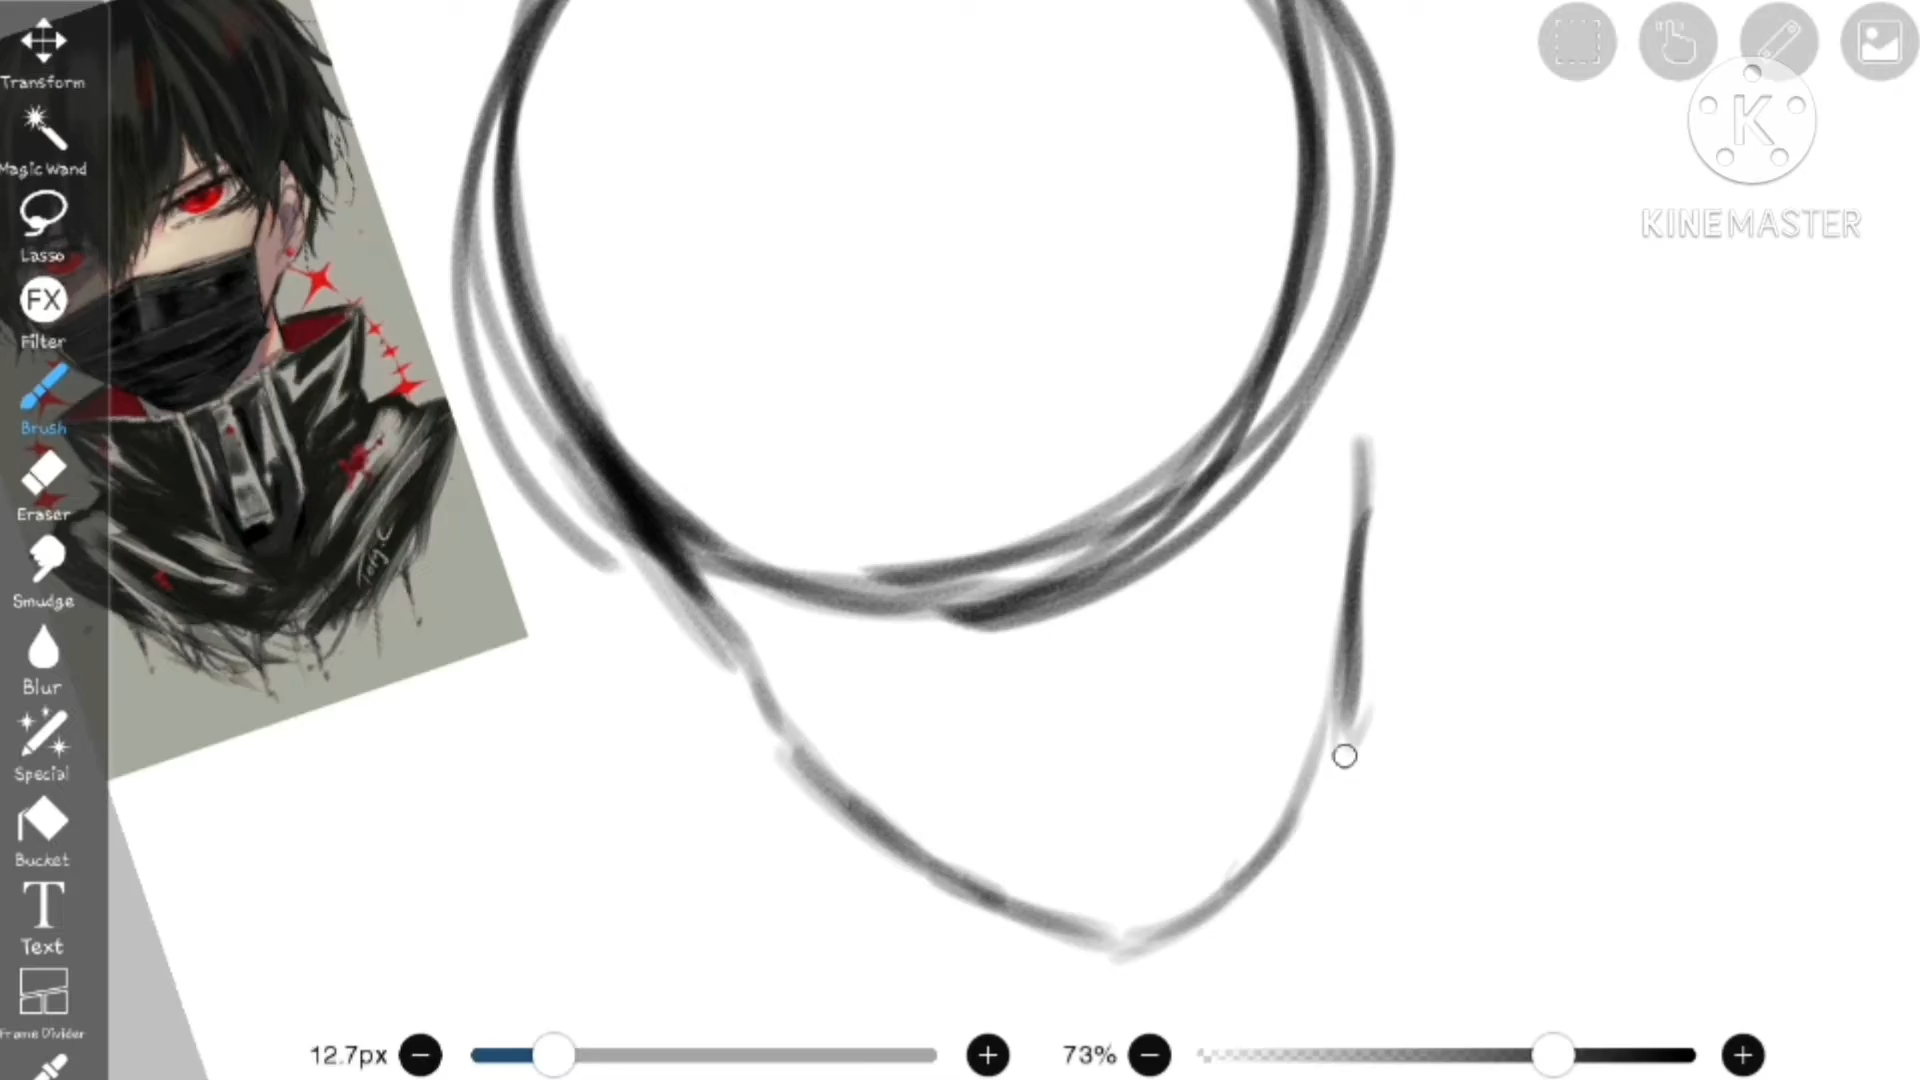 Transform
Magic Wand
Lasso
FX
Filter
Brush
Eraser
Smudge
Blur
Special
Bucket
T
Text
Frame Divider
K
KINEMASTER
12.7px
73%